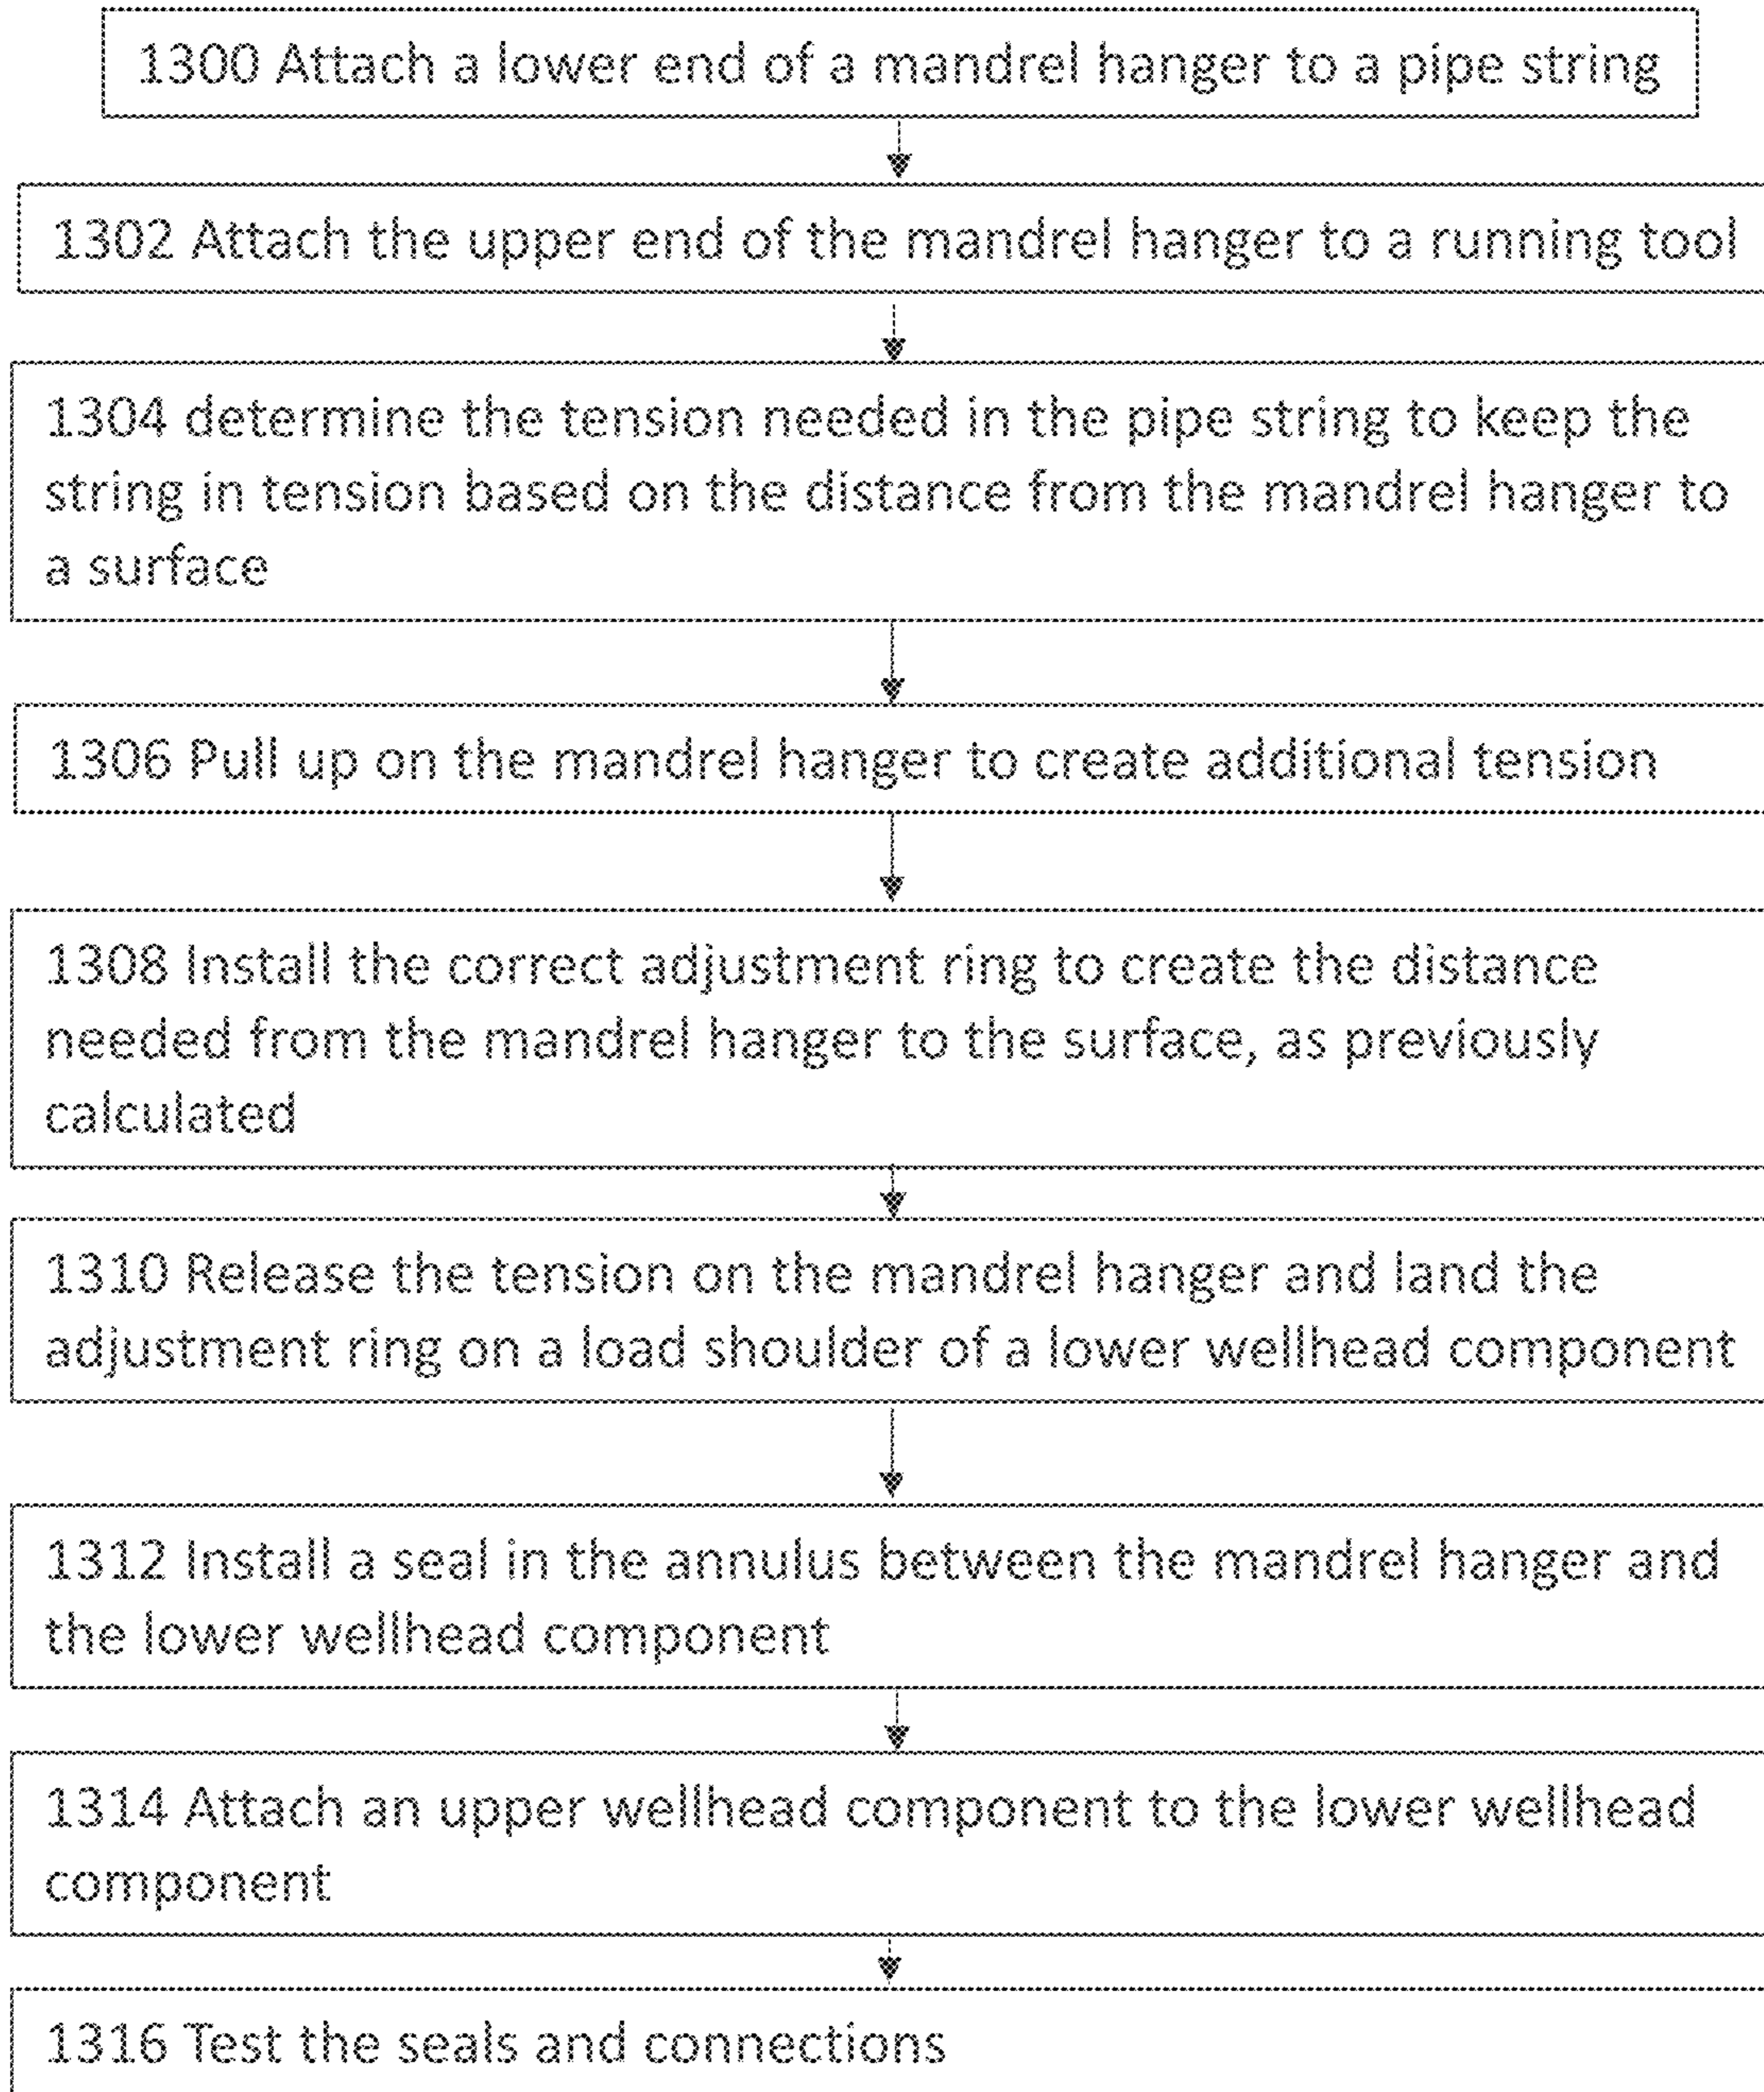 1300 Attach a lower end of a mandrel hanger to a pipe string
1302 Attach the upper end of the mandrel hanger to a running tool
1304 determine the tension needed in the pipe string to keep the
string in tension based on the distance from the mandrel hanger to
a surface
1306 Pull up on the mandrel hanger to create additional tension
1308 Install the correct adjustment ring to create the distance
needed from the mandrel hanger to the surface, as previously
calculated
1310 Release the tension on the mandrel hanger and land the
adjustment ring on a load shoulder of a lower wellhead component
1312 Install a seal in the annulus between the mandrel hanger and
the lower wellhead component
1314 Attach an upper wellhead component to the lower wellhead
component
1316 Test the seals and connections